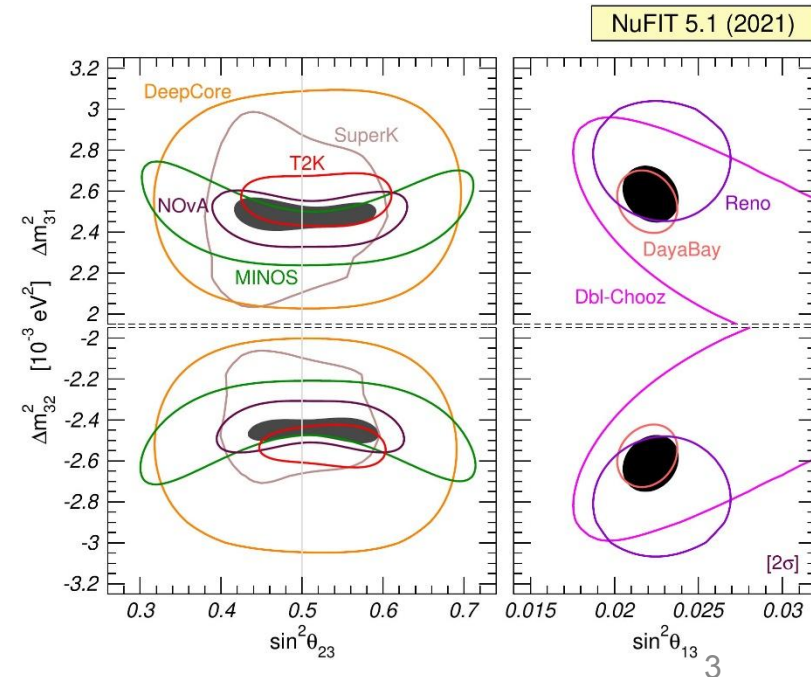 NuFIT 5.1 (2021)
3.2
3
2.8
2.6
2.4
2.2
2
-2
-2.2
-2.4
-2.6
-2.8
-3
-3.2
Δm²₃₁
[10⁻³ eV²]
Δm²₃₂
DeepCore
SuperK
T2K
NOvA
MINOS
Reno
DayaBay
Dbl-Chooz
[2σ]
0.3 0.4 0.5 0.6 0.7
0.015 0.02 0.025 0.03
sin²θ₂₃
sin²θ₁₃
3